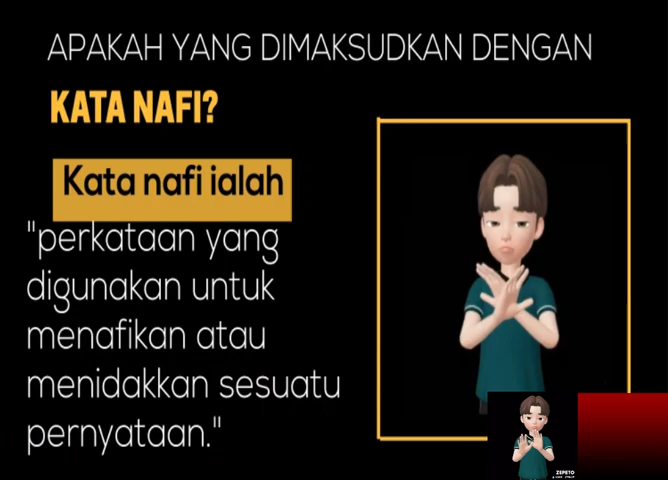 APAKAH YANG DIMAKSUDKAN DENGAN
KATA NAFI?
Kata nafi ialah
"perkataan yang
digunakan untuk
menafikan atau
menidakkan sesuatu
pernyataan."
ZEPETO